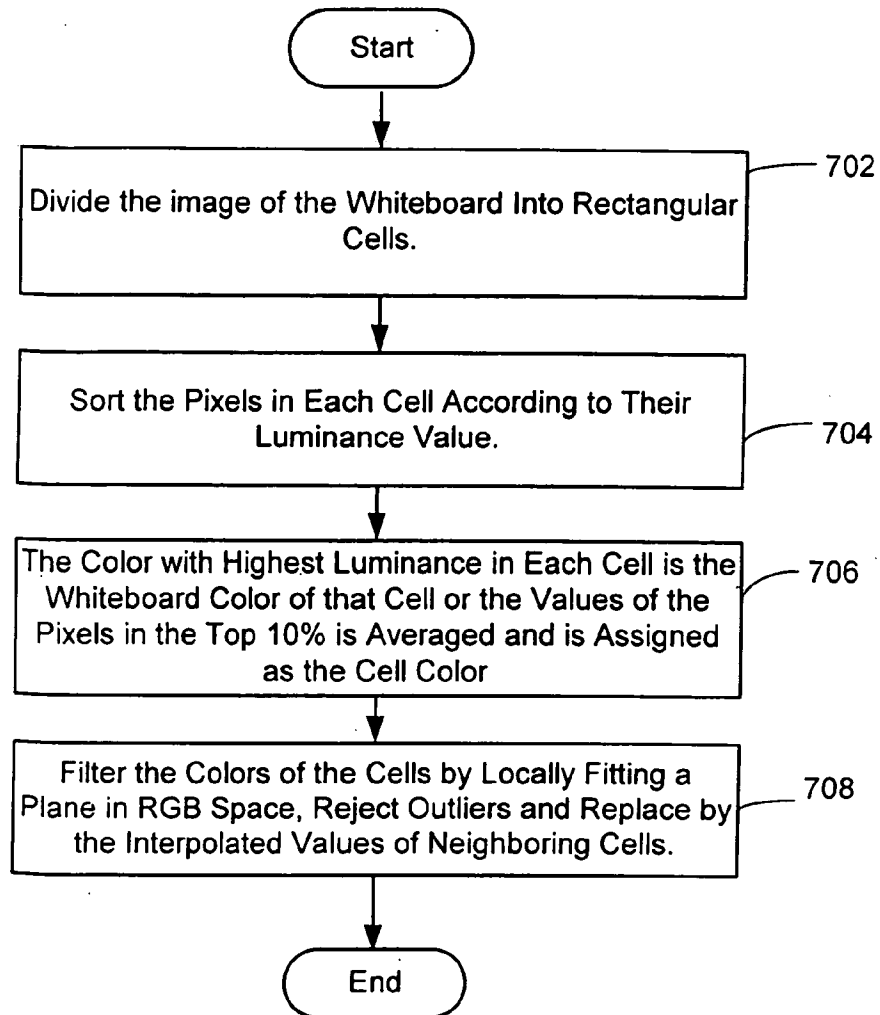 Start
702
Divide the image of the Whiteboard Into Rectangular
Cells.
Sort the Pixels in Each Cell According to Their
Luminance Value.
704
The Color with Highest Luminance in Each Cell is the
Whiteboard Color of that Cell or the Values of the
Pixels in the Top 10% is Averaged and is Assigned
as the Cell Color
706
Filter the Colors of the Cells by Locally Fitting a
Plane in RGB Space, Reject Outliers and Replace by
the Interpolated Values of Neighboring Cells.
708
End